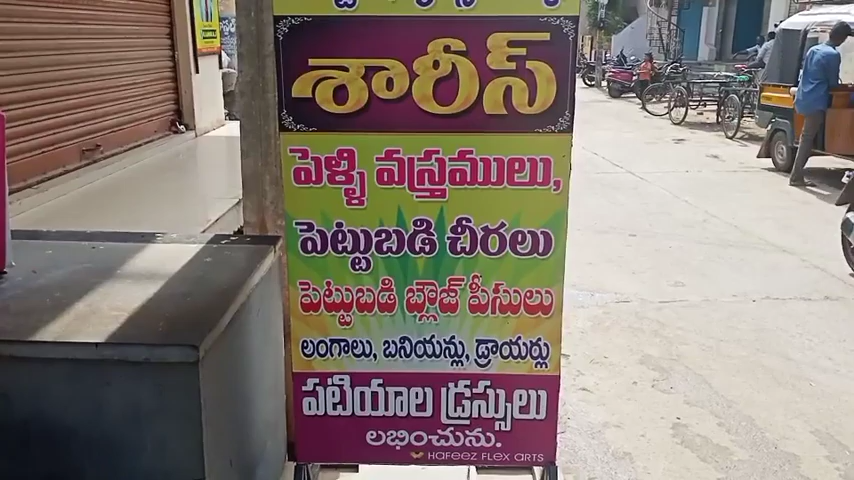 శారీస్
పెళ్ళి వస్త్రములు,
పెట్టుబడి చీరలు
పెట్టుబడి బ్లౌజ్ పీసులు
లంగాలు, బనియన్లు, డ్రాయర్లు
పటియాల డ్రస్సులు
లభించును.
HAFEEZ FLEX ARTS